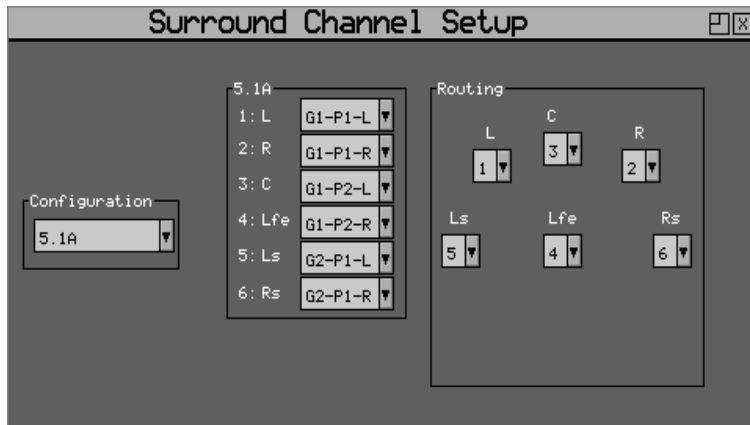 Surround Channel Setup
Configuration
5.1A
5.1A
1: L G1-P1-L
2: R G1-P1-R
3: C G1-P2-L
4: Lfe G1-P2-R
5: Ls G2-P1-L
6: Rs G2-P1-R
Routing
L C R
1 3 2
Ls Lfe Rs
5 4 6